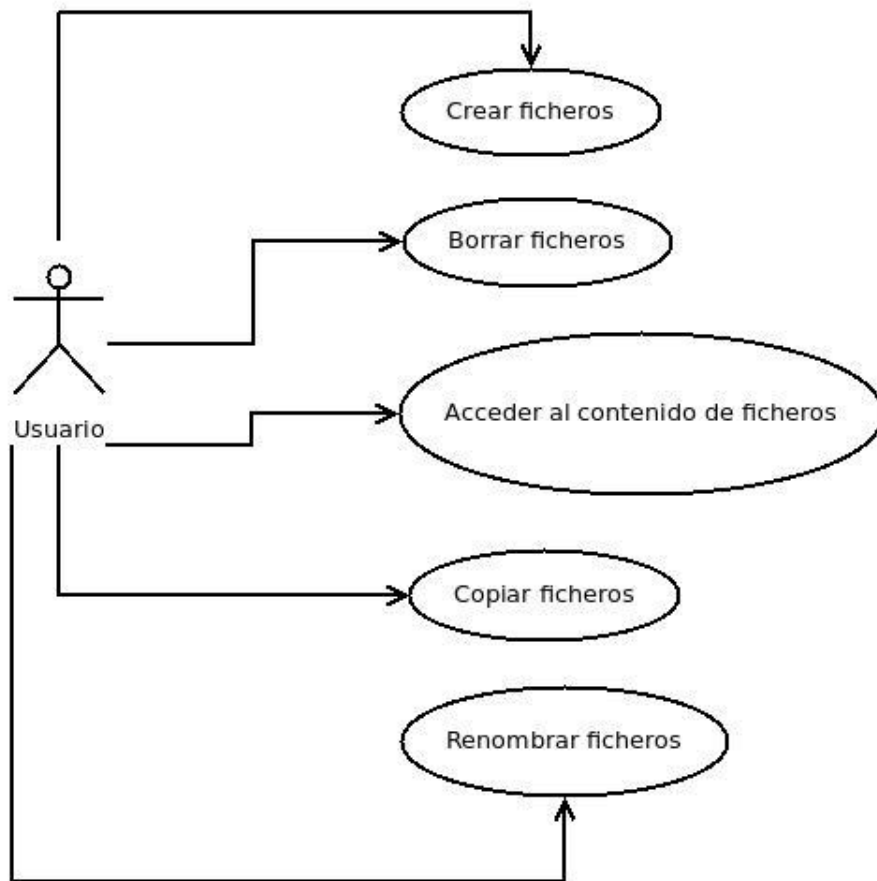 Crear ficheros
Borrar ficheros
Acceder al contenido de ficheros
Usuario
Copiar ficheros
Renombrar ficheros